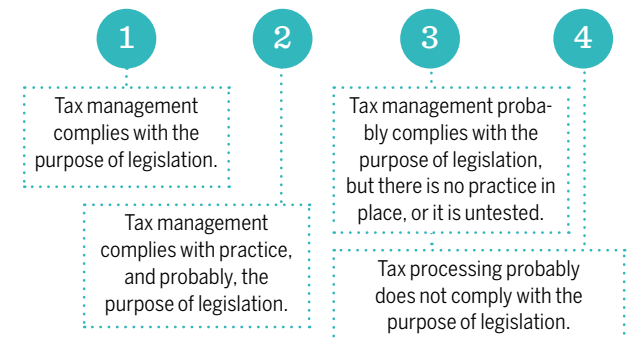 1
2
3
4
Tax management
complies with the
purpose of legislation.
Tax management
complies with practice,
and probably, the
purpose of legislation.
Tax management proba-
bly complies with the
purpose of legislation,
but there is no practice in
place, or it is untested.
Tax processing probably
does not comply with the
purpose of legislation.